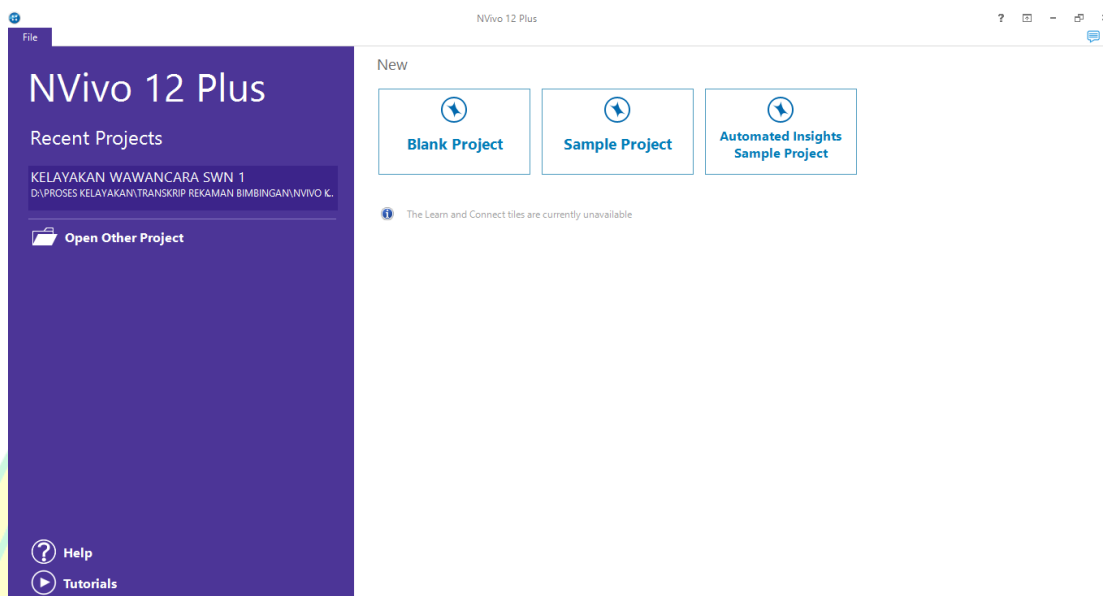 NVivo 12 Plus
?
File
NVivo 12 Plus
Recent Projects
KELAYAKAN WAWANCARA SWN 1
D:\PROSES KELAYAKAN\TRANSKRIP REKAMAN BIMBINGAN\NVIVO K..
Open Other Project
? Help
Tutorials
New
Blank Project
Sample Project
Automated Insights
Sample Project
The Learn and Connect tiles are currently unavailable